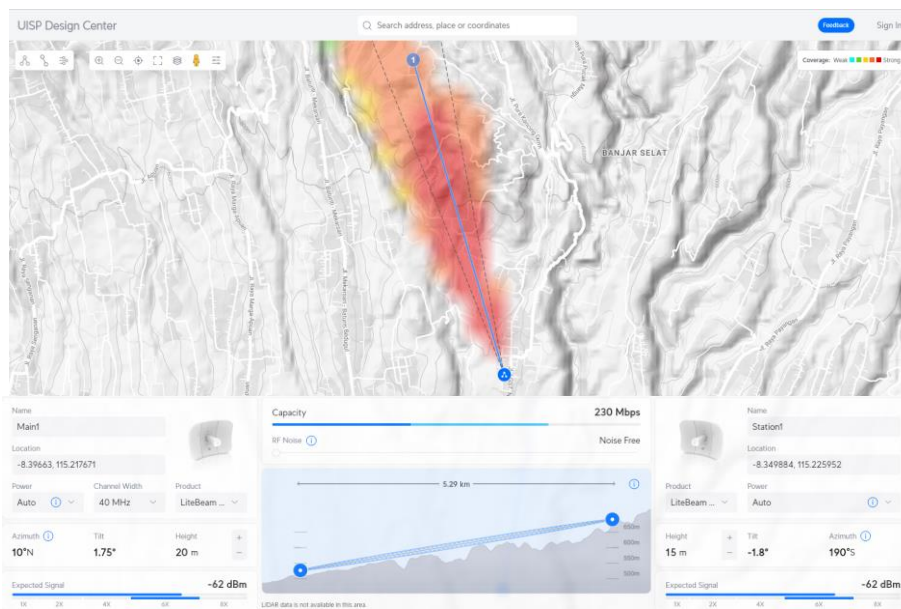 UISP Design Center
Search address, place or coordinates
Feedback
Sign In
Coverage: Weak Strong
1
BANJAR SELAT
Name
Main1
Location
-8.39663, 115.217671
Power
Channel Width
Product
Auto
40 MHz
LiteBeam ...
Azimuth
Tilt
Height
10°N
1.75°
20 m
Expected Signal
-62 dBm
1X 2X 4X 6X 8X
Capacity
230 Mbps
RF Noise
Noise Free
5.29 km
650m
600m
550m
500m
LIDAR data is not available in this area.
Name
Station1
Location
-8.349884, 115.225952
Product
Power
LiteBeam ...
Auto
Height
Tilt
Azimuth
15 m
-1.8°
190°S
Expected Signal
-62 dBm
1X 2X 4X 6X 8X